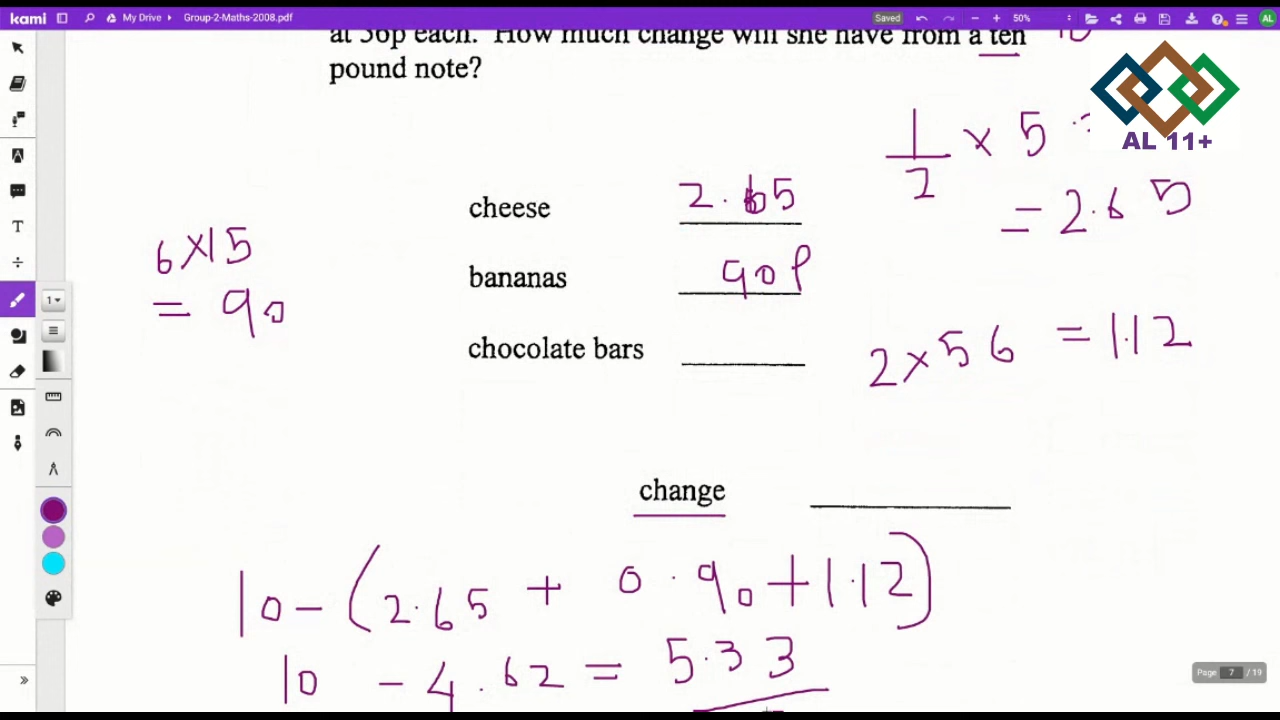 kami My Drive Group-2-Maths-2008.pdf Saved 50% AL
at 56p each. How much change will she have from a ten
pound note?
AL 11+
1/2 × 5.
= 2.65
cheese 2.65
6×15
= 90
bananas 90p
chocolate bars
2×56 = 1.12
change
10-(2.65 + 0.90+1.12)
10 - 4.62 = 5.33
Page 7 / 19